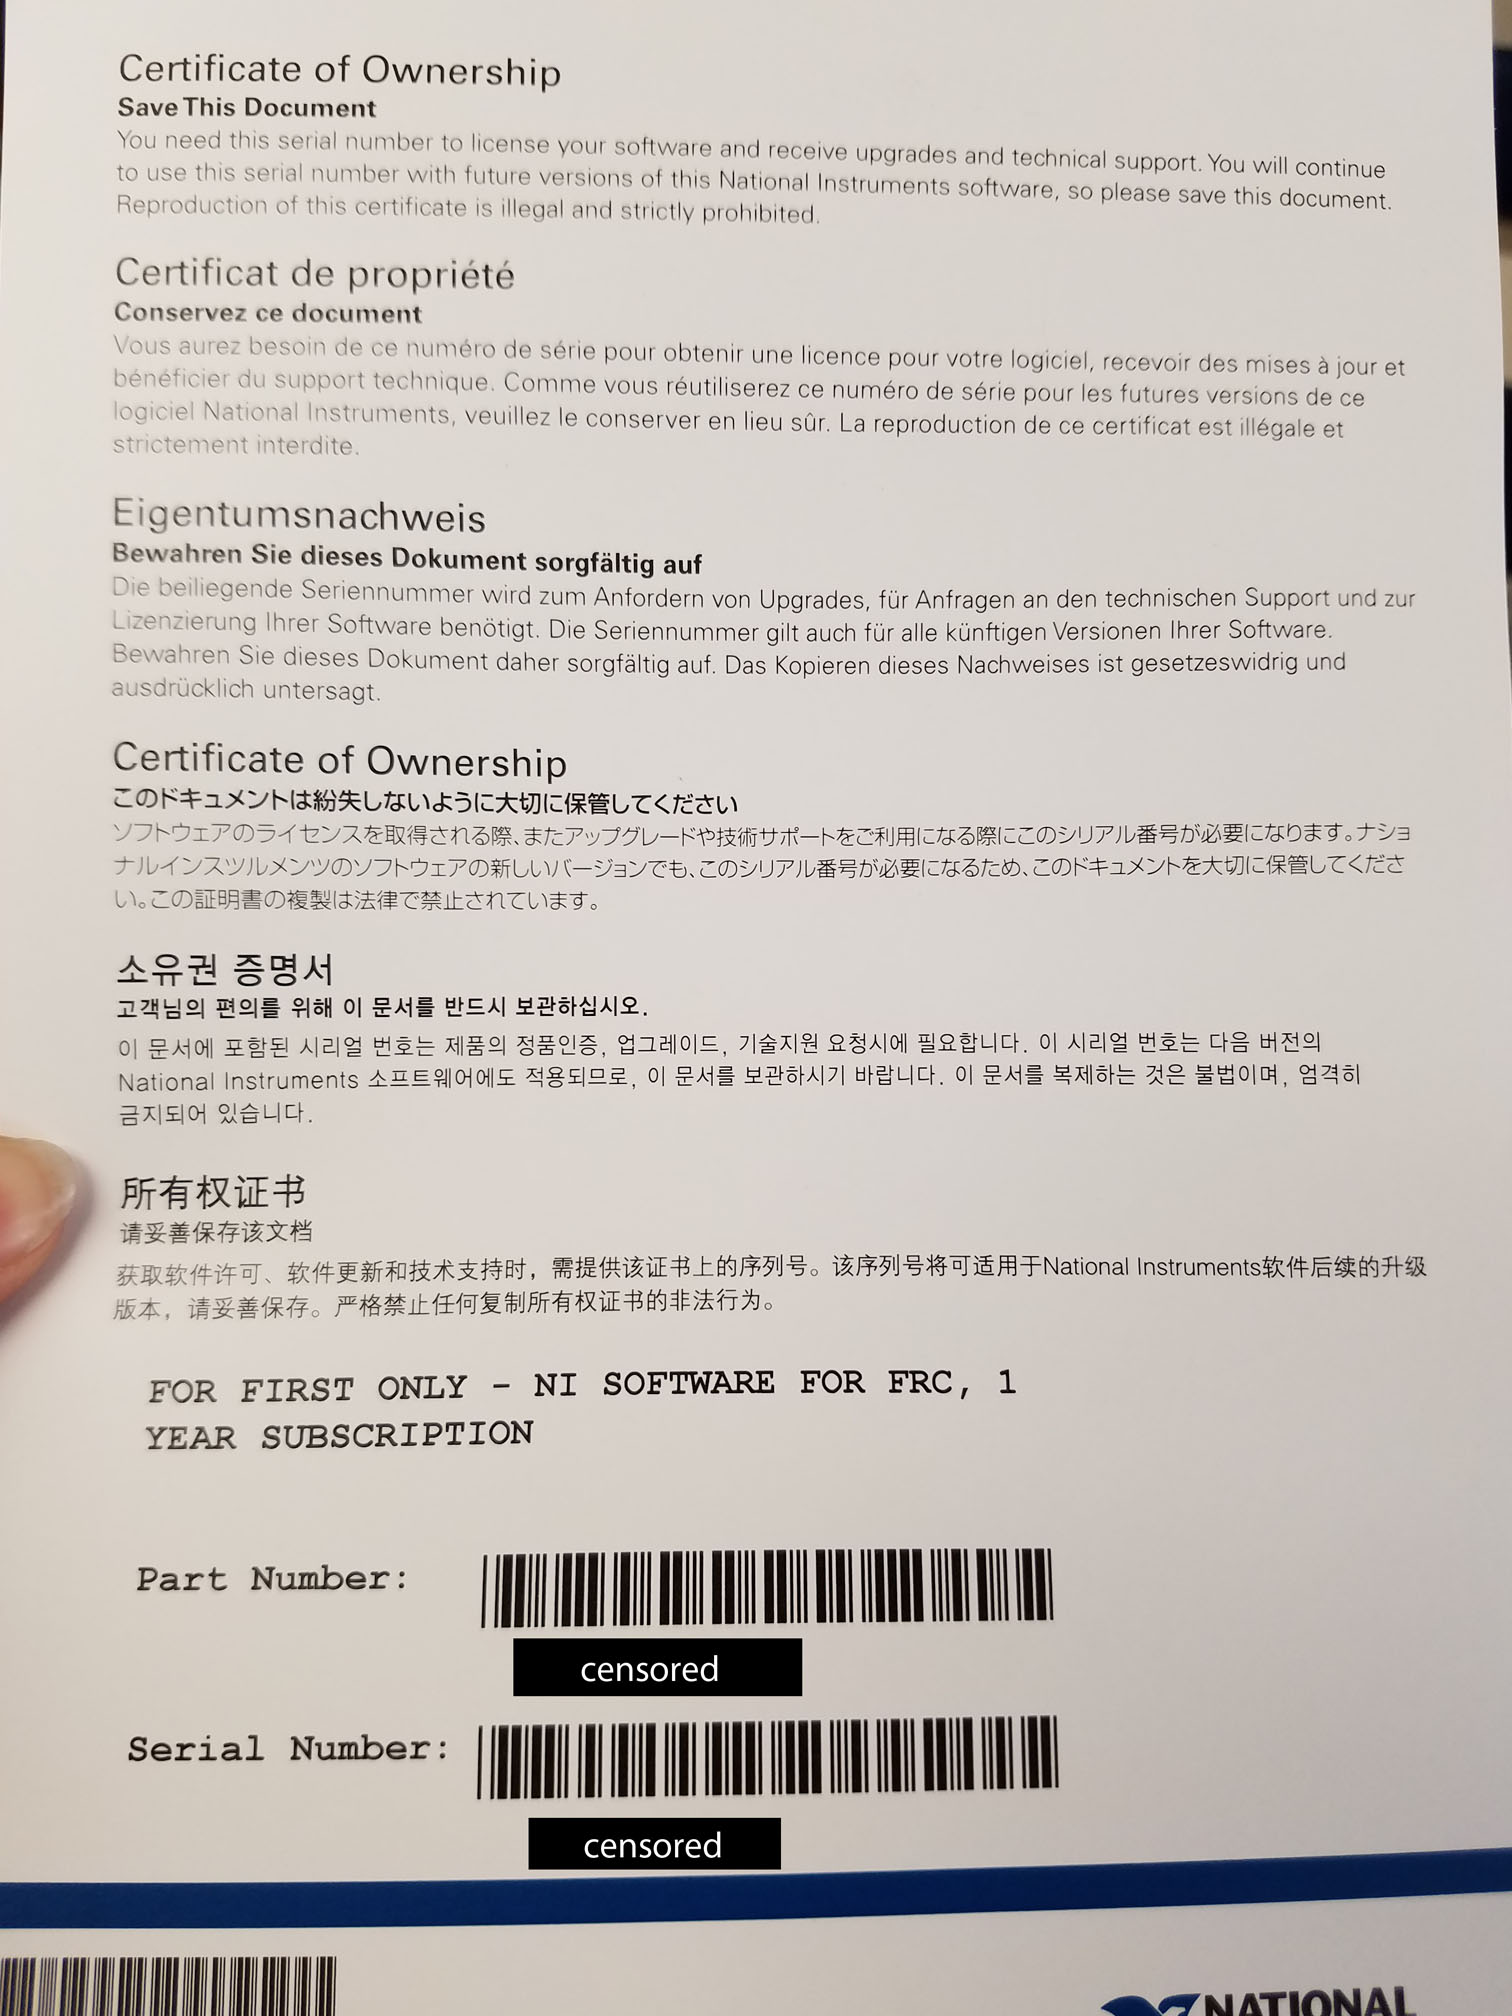 Certificate of Ownership
Save This Document
You need this serial number to license your software and receive upgrades and technical support. You will continue
to use this serial number with future versions of this National Instruments software, so please save this document.
Reproduction of this certificate is illegal and strictly prohibited.
Certificat de propriété
Conservez ce document
Vous aurez besoin de ce numéro de série pour obtenir une licence pour votre logiciel, recevoir des mises à jour et
bénéficier du support technique. Comme vous réutiliserez ce numéro de série pour les futures versions de ce
logiciel National Instruments, veuillez le conserver en lieu sûr. La reproduction de ce certificat est illégale et
strictement interdite.
Eigentumsnachweis
Bewahren Sie dieses Dokument sorgfältig auf
Die beiliegende Seriennummer wird zum Anfordern von Upgrades, für Anfragen an den technischen Support und zur
Lizenzierung Ihrer Software benötigt. Die Seriennummer gilt auch für alle künftigen Versionen Ihrer Software.
Bewahren Sie dieses Dokument daher sorgfältig auf. Das Kopieren dieses Nachweises ist gesetzeswidrig und
ausdrücklich untersagt.
Certificate of Ownership
このドキュメントは紛失しないように大切に保管してください
ソフトウェアのライセンスを取得される際、またアップグレードや技術サポートをご利用になる際にこのシリアル番号が必要になります。ナショ
ナルインスツルメンツのソフトウェアの新しいバージョンでも、このシリアル番号が必要になるため、このドキュメントを大切に保管してくださ
い。この証明書の複製は法律で禁止されています。
소유권 증명서
고객님의 편의를 위해 이 문서를 반드시 보관하십시오.
이 문서에 포함된 시리얼 번호는 제품의 정품인증, 업그레이드, 기술지원 요청시에 필요합니다. 이 시리얼 번호는 다음 버전의
National Instruments 소프트웨어에도 적용되므로, 이 문서를 보관하시기 바랍니다. 이 문서를 복제하는 것은 불법이며, 엄격히
금지되어 있습니다.
所有权证书
请妥善保存该文档
获取软件许可、软件更新和技术支持时，需提供该证书上的序列号。该序列号将可适用于National Instruments软件后续的升级
版本，请妥善保存。严格禁止任何复制所有权证书的非法行为。
FOR FIRST ONLY - NI SOFTWARE FOR FRC, 1
YEAR SUBSCRIPTION
Part Number:
censored
Serial Number:
censored
NATIONAL